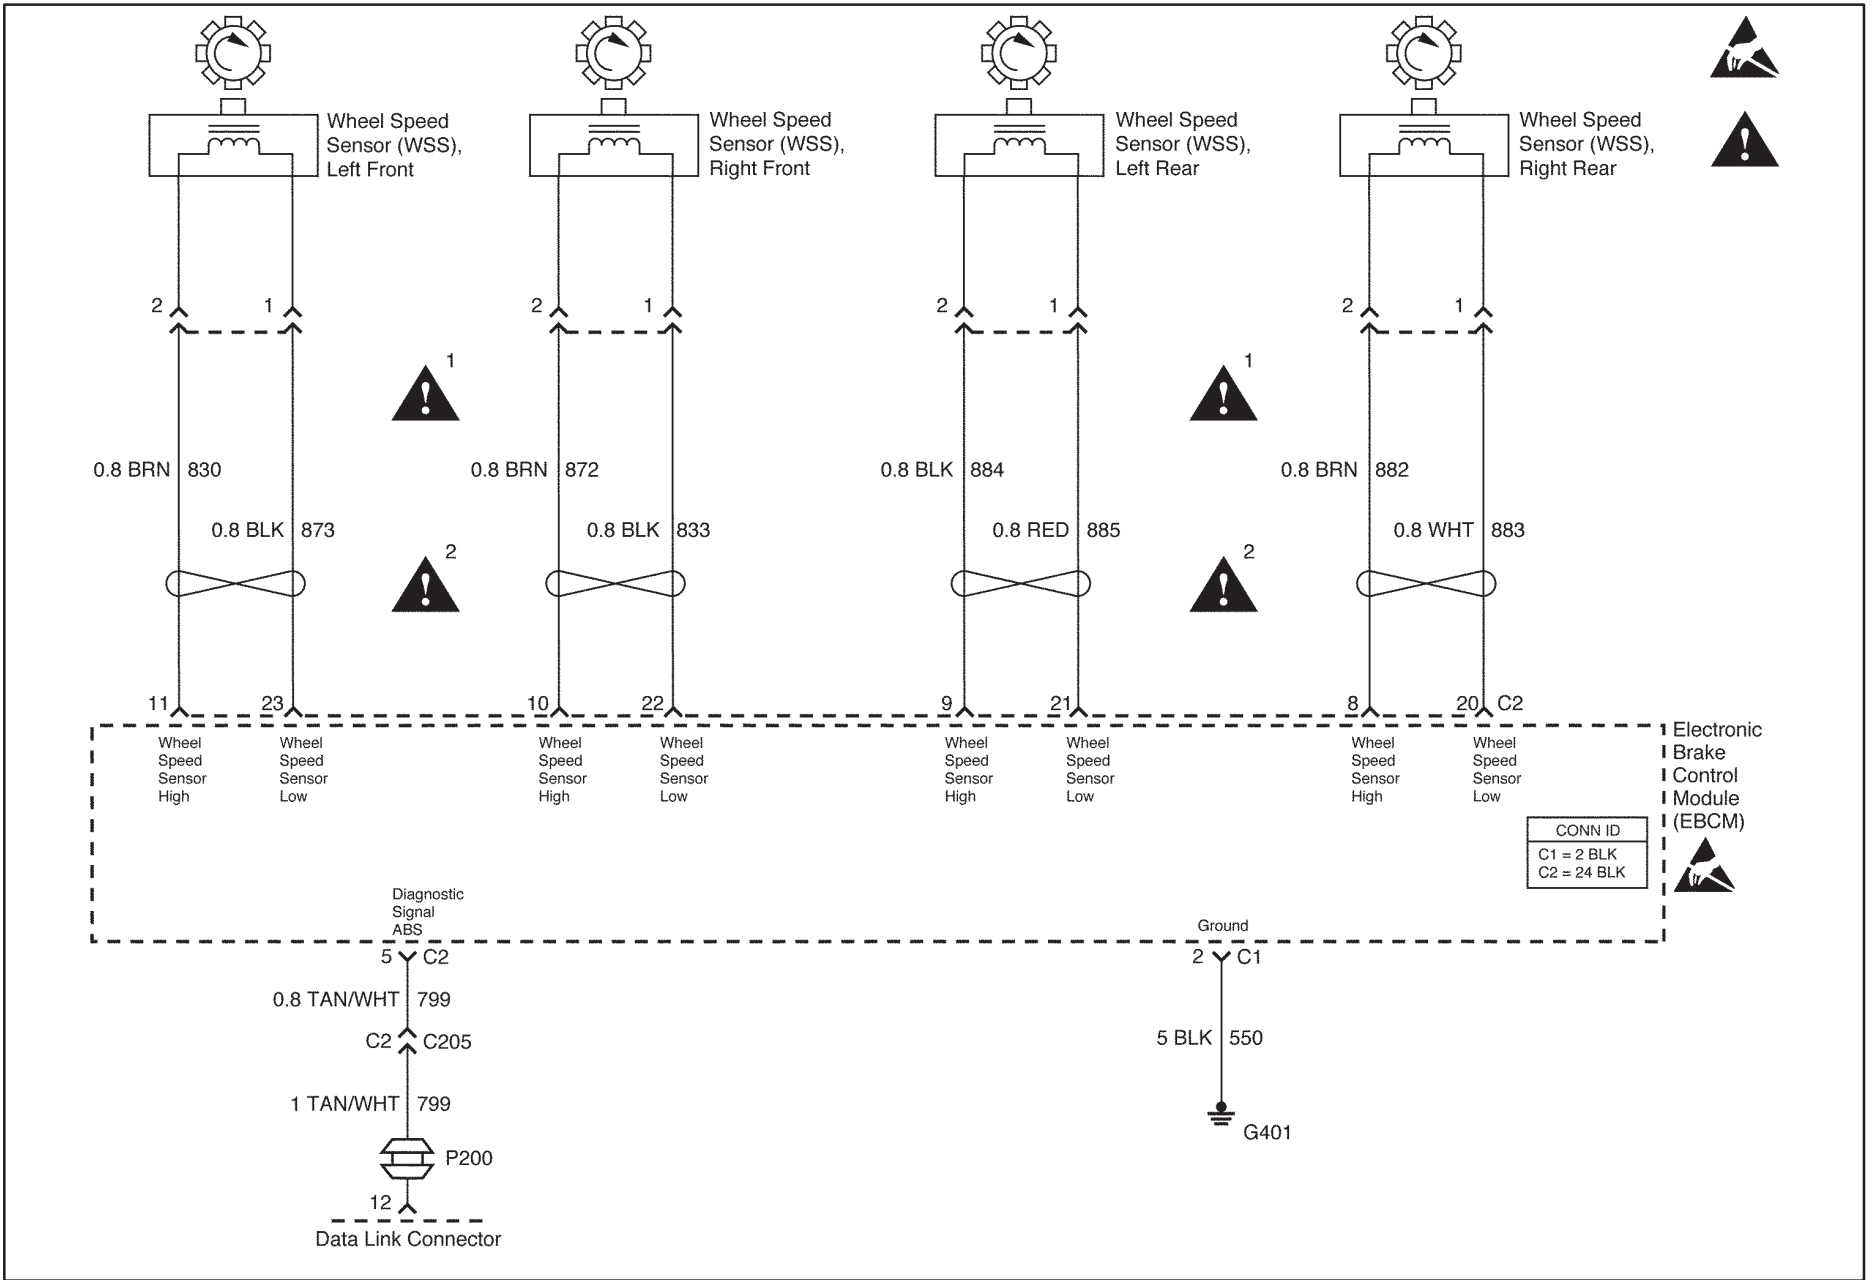 Wheel Speed
Sensor (WSS),
Left Front
Wheel Speed
Sensor (WSS),
Right Front
Wheel Speed
Sensor (WSS),
Left Rear
Wheel Speed
Sensor (WSS),
Right Rear
2 1 2 1 2 1 2 1
1 1
0.8 BRN 830 0.8 BRN 872 0.8 BLK 884 0.8 BRN 882
0.8 BLK 873 0.8 BLK 833 0.8 RED 885 0.8 WHT 883
2 2
11 23 10 22 9 21 8 20 C2
Wheel
Speed
Sensor
High
Wheel
Speed
Sensor
Low
Wheel
Speed
Sensor
High
Wheel
Speed
Sensor
Low
Wheel
Speed
Sensor
High
Wheel
Speed
Sensor
Low
Wheel
Speed
Sensor
High
Wheel
Speed
Sensor
Low
Electronic
Brake
Control
Module
(EBCM)
CONN ID
C1 = 2 BLK
C2 = 24 BLK
Diagnostic
Signal
ABS
Ground
5 C2
2 C1
0.8 TAN/WHT 799
C2 C205
5 BLK 550
1 TAN/WHT 799
G401
P200
12
Data Link Connector